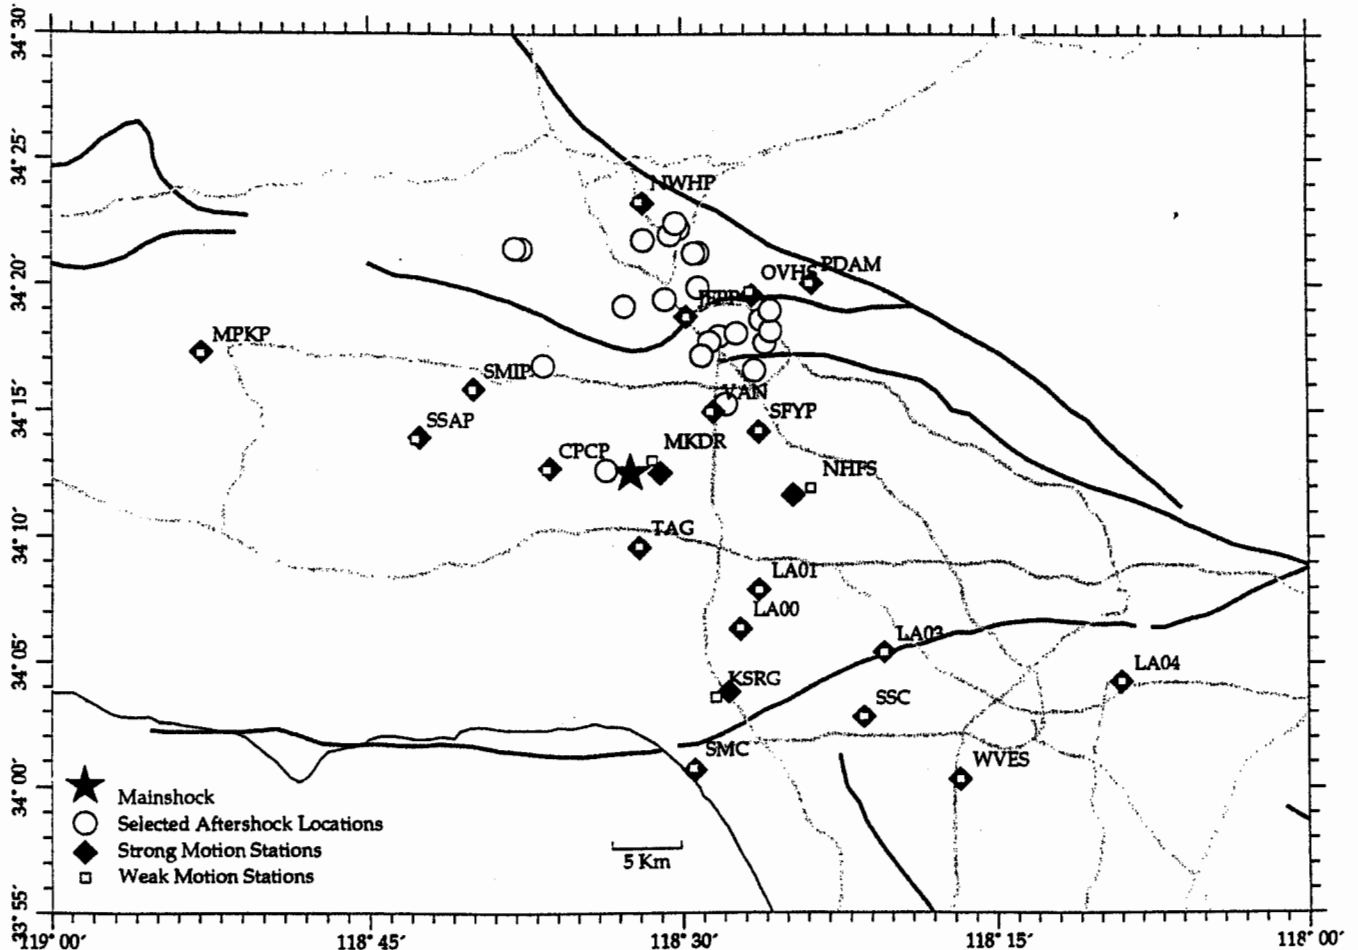 34° 30′
34° 25′
34° 20′
34° 15′
34° 10′
34° 05′
34° 00′
33° 55′
NWHP
OVHS
PDAM
JFPP
MPKP
SMIP
VAN
SSAP
SFYP
CPCP
MKDR
NHFS
TAG
LA01
LA00
LA03
KSRG
LA04
SSC
SMC
WVES
Mainshock
Selected Aftershock Locations
Strong Motion Stations
Weak Motion Stations
5 Km
119° 00′
118° 45′
118° 30′
118° 15′
118° 00′